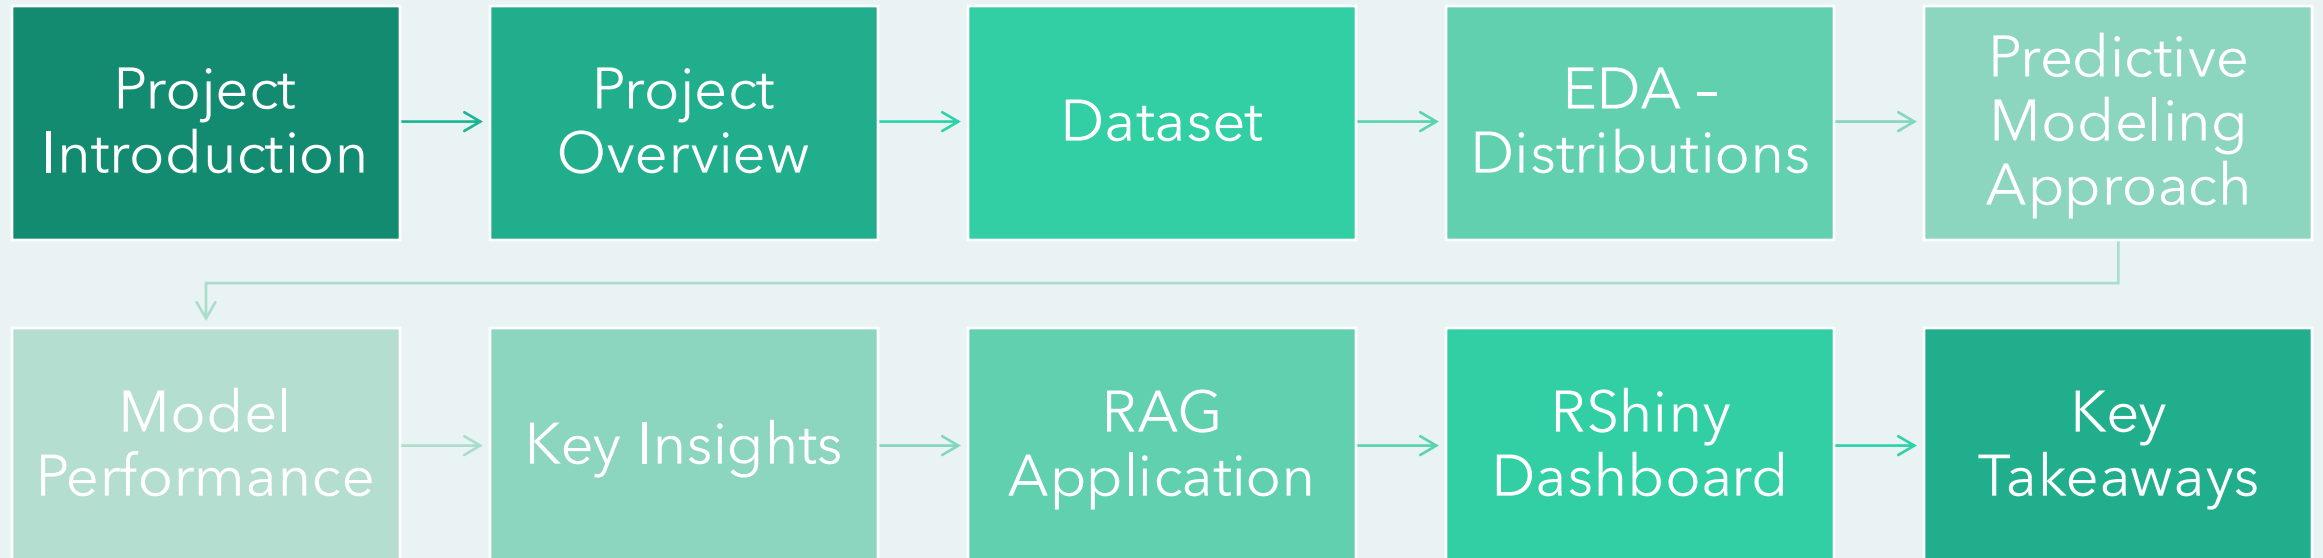 Project
Introduction
Project
Overview
Dataset
EDA –
Distributions
Predictive
Modeling
Approach
Model
Performance
Key Insights
RAG
Application
RShiny
Dashboard
Key
Takeaways